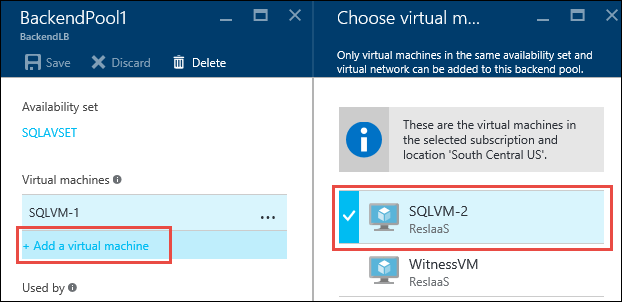 BackendPool1
BackendLB
Save
Discard
Delete
Availability set
SQLAVSET
Virtual machines
SQLVM-1
...
+ Add a virtual machine
Used by
Choose virtual m...
Only virtual machines in the same availability set and
virtual network can be added to this backend pool.
These are the virtual machines in
the selected subscription and
location 'South Central US'.
SQLVM-2
ResIaaS
WitnessVM
ResIaaS